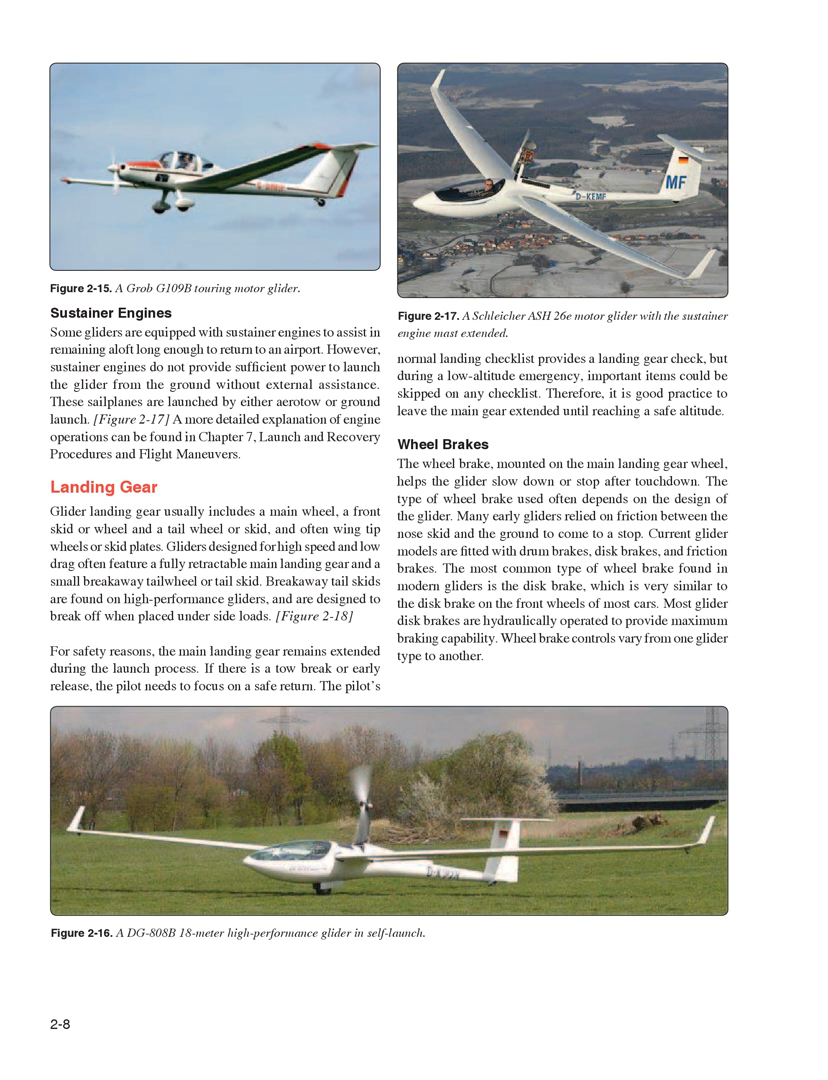 Figure 2-15. A Grob G109B touring motor glider.
Sustainer Engines
Some gliders are equipped with sustainer engines to assist in
remaining aloft long enough to return to an airport. However,
sustainer engines do not provide sufficient power to launch
the glider from the ground without external assistance.
These sailplanes are launched by either aerotow or ground
launch. [Figure 2-17] A more detailed explanation of engine
operations can be found in Chapter 7, Launch and Recovery
Procedures and Flight Maneuvers.
Landing Gear
Glider landing gear usually includes a main wheel, a front
skid or wheel and a tail wheel or skid, and often wing tip
wheels or skid plates. Gliders designed for high speed and low
drag often feature a fully retractable main landing gear and a
small breakaway tailwheel or tail skid. Breakaway tail skids
are found on high-performance gliders, and are designed to
break off when placed under side loads. [Figure 2-18]
For safety reasons, the main landing gear remains extended
during the launch process. If there is a tow break or early
release, the pilot needs to focus on a safe return. The pilot's
MF
D-KEMF
Figure 2-17. A Schleicher ASH 26e motor glider with the sustainer
engine mast extended.
normal landing checklist provides a landing gear check, but
during a low-altitude emergency, important items could be
skipped on any checklist. Therefore, it is good practice to
leave the main gear extended until reaching a safe altitude.
Wheel Brakes
The wheel brake, mounted on the main landing gear wheel,
helps the glider slow down or stop after touchdown. The
type of wheel brake used often depends on the design of
the glider. Many early gliders relied on friction between the
nose skid and the ground to come to a stop. Current glider
models are fitted with drum brakes, disk brakes, and friction
brakes. The most common type of wheel brake found in
modern gliders is the disk brake, which is very similar to
the disk brake on the front wheels of most cars. Most glider
disk brakes are hydraulically operated to provide maximum
braking capability. Wheel brake controls vary from one glider
type to another.
Figure 2-16. A DG-808B 18-meter high-performance glider in self-launch.
2-8